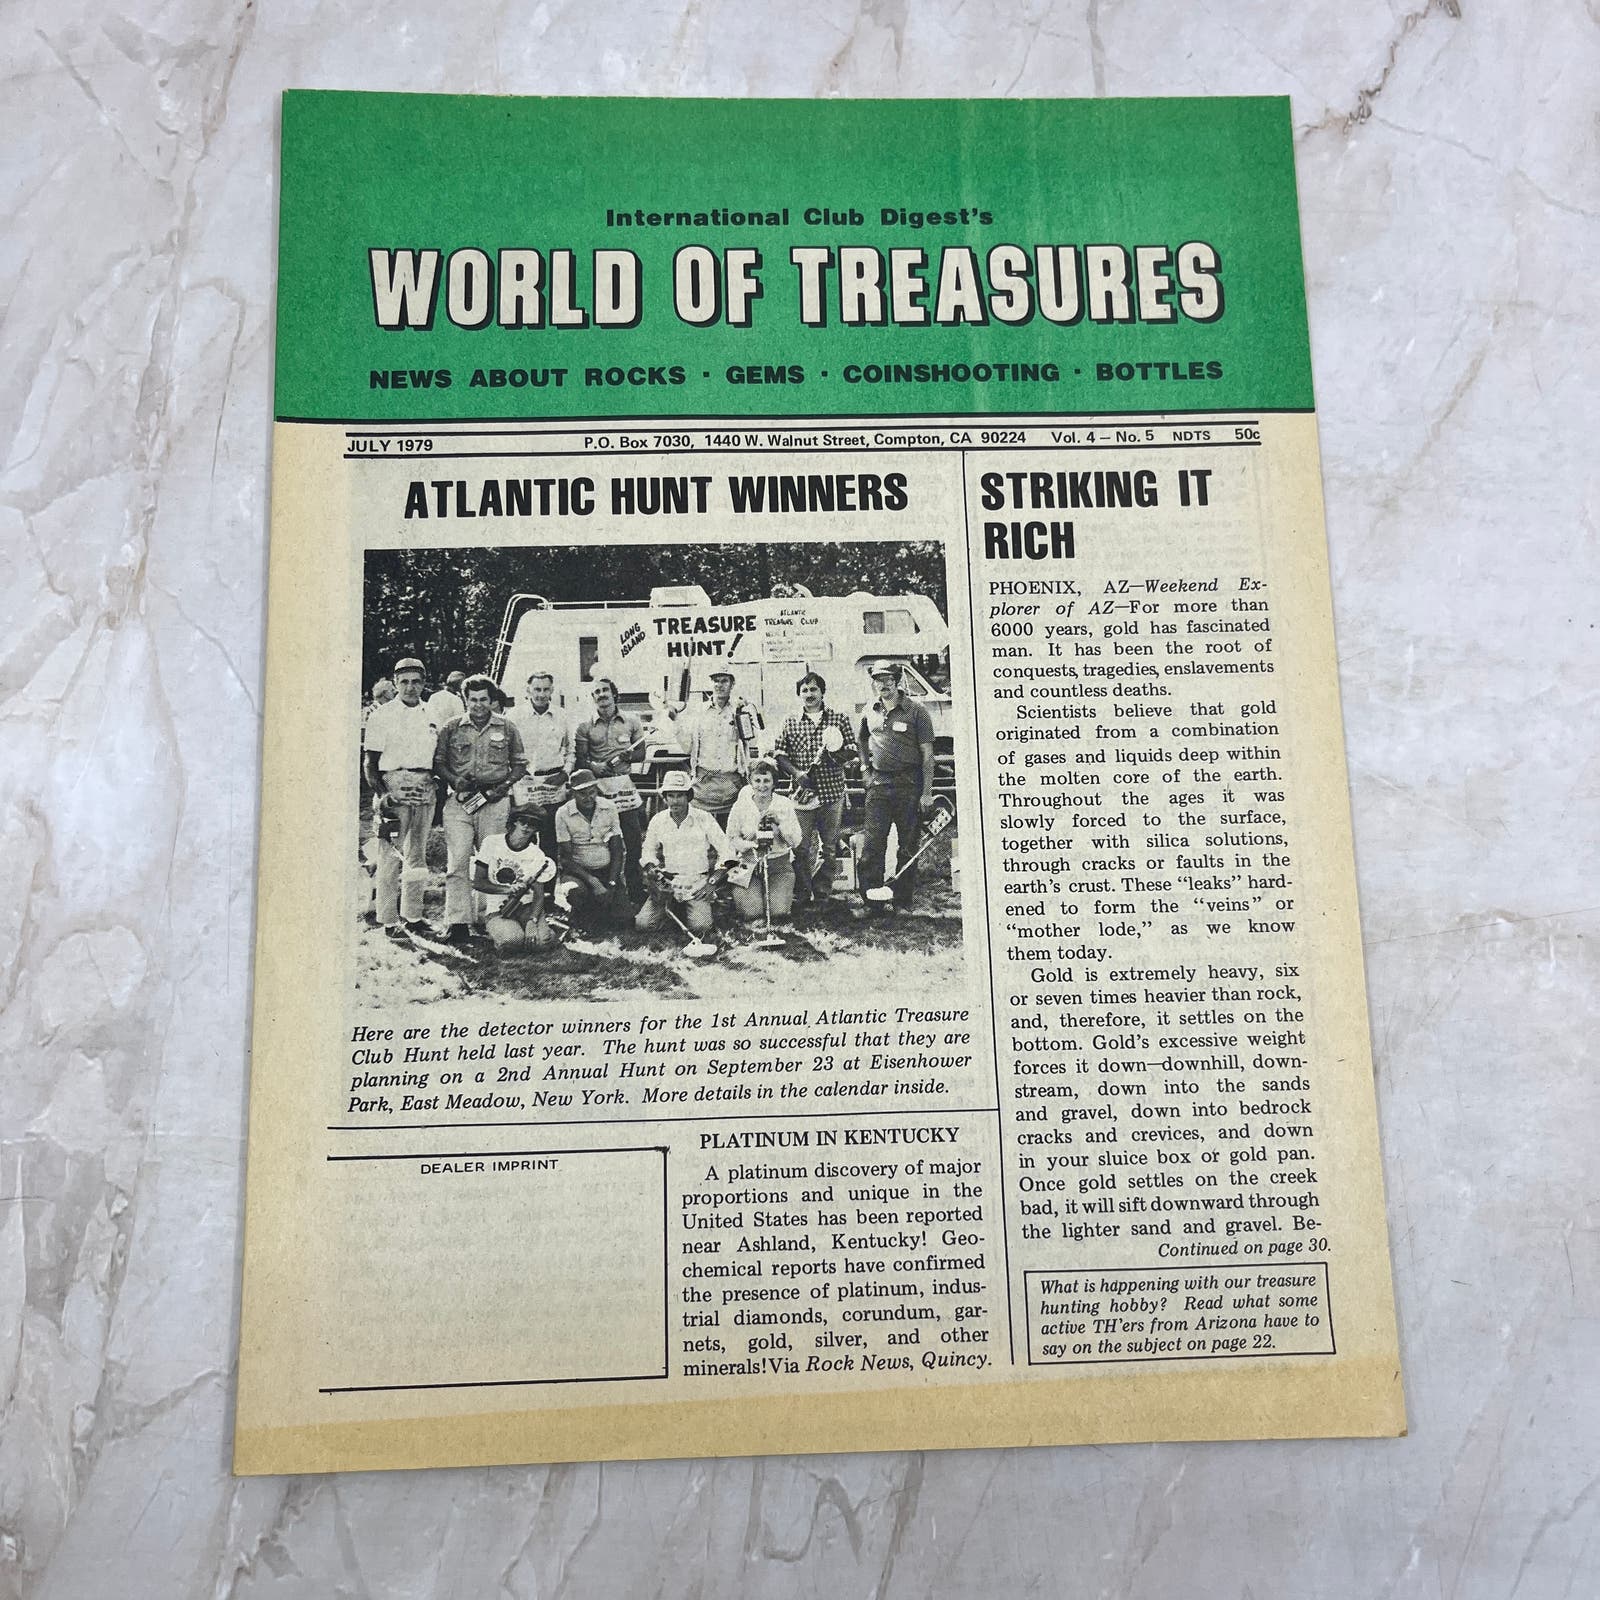 International Club Digest's
WORLD OF TREASURES
NEWS ABOUT ROCKS · GEMS · COINSHOOTING · BOTTLES
JULY 1979 P.O. Box 7030, 1440 W. Walnut Street, Compton, CA 90224 Vol. 4 – No. 5 NDTS 50c
ATLANTIC HUNT WINNERS
LONG
ISLAND
TREASURE
HUNT!
ATLANTIC
TREASURE CLUB
Here are the detector winners for the 1st Annual Atlantic Treasure
Club Hunt held last year. The hunt was so successful that they are
planning on a 2nd Annual Hunt on September 23 at Eisenhower
Park, East Meadow, New York. More details in the calendar inside.
DEALER IMPRINT
PLATINUM IN KENTUCKY
A platinum discovery of major
proportions and unique in the
United States has been reported
near Ashland, Kentucky! Geo-
chemical reports have confirmed
the presence of platinum, indus-
trial diamonds, corundum, gar-
nets, gold, silver, and other
minerals! Via Rock News, Quincy.
STRIKING IT
RICH
PHOENIX, AZ—Weekend Ex-
plorer of AZ—For more than
6000 years, gold has fascinated
man. It has been the root of
conquests, tragedies, enslavements
and countless deaths.
Scientists believe that gold
originated from a combination
of gases and liquids deep within
the molten core of the earth.
Throughout the ages it was
slowly forced to the surface,
together with silica solutions,
through cracks or faults in the
earth's crust. These "leaks" hard-
ened to form the "veins" or
"mother lode," as we know
them today.
Gold is extremely heavy, six
or seven times heavier than rock,
and, therefore, it settles on the
bottom. Gold's excessive weight
forces it down—downhill, down-
stream, down into the sands
and gravel, down into bedrock
cracks and crevices, and down
in your sluice box or gold pan.
Once gold settles on the creek
bad, it will sift downward through
the lighter sand and gravel. Be-
Continued on page 30.
What is happening with our treasure
hunting hobby? Read what some
active TH'ers from Arizona have to
say on the subject on page 22.